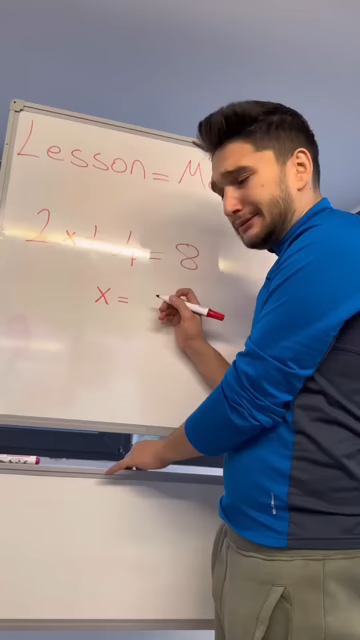 Lesson = M
2x + 4 = 8
x =